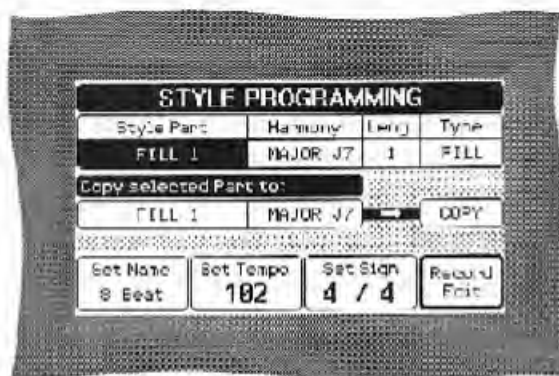 STYLE PROGRAMMING
Style Part Harmony Leng Type
FILL 1 MAJOR J7 1 FILL
Copy selected Part to:
FILL 1 MAJOR J7 COPY
Set Name Set Tempo Set Sign Record
8 Beat 102 4 / 4 Edit